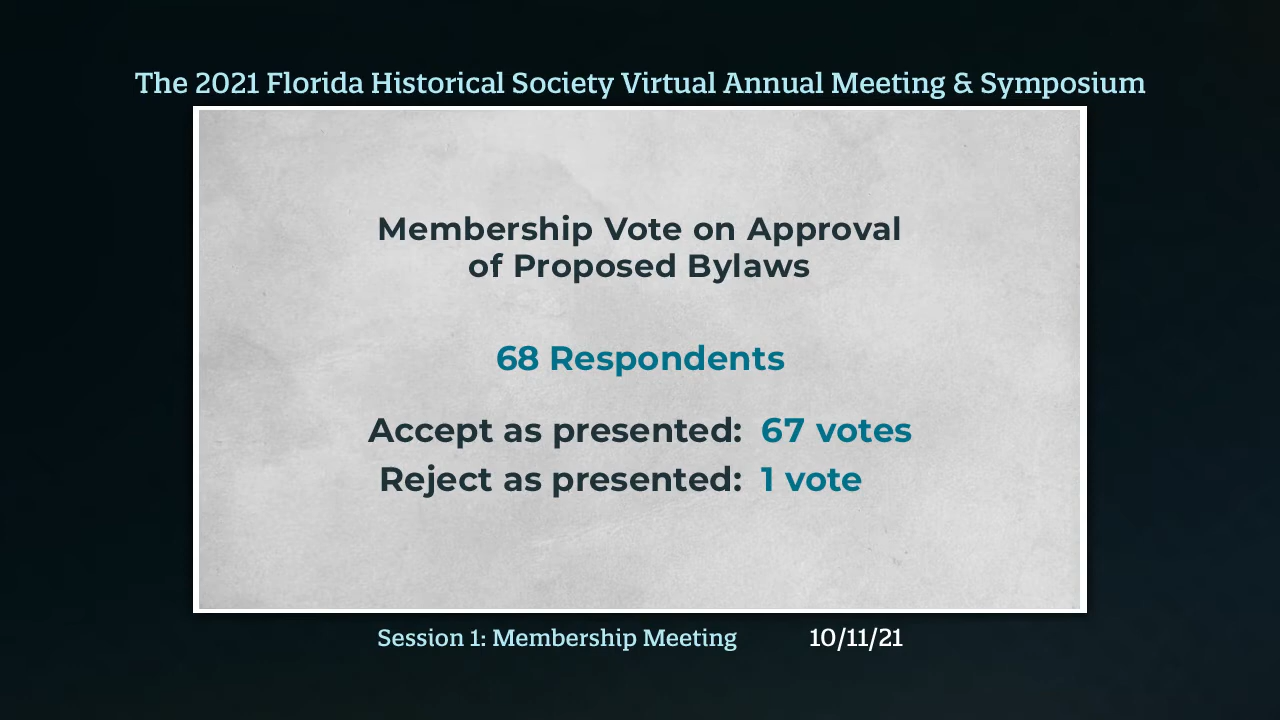 The 2021 Florida Historical Society Virtual Annual Meeting & Symposium
Membership Vote on Approval
of Proposed Bylaws
68 Respondents
Accept as presented: 67 votes
Reject as presented: 1 vote
Session 1: Membership Meeting 10/11/21